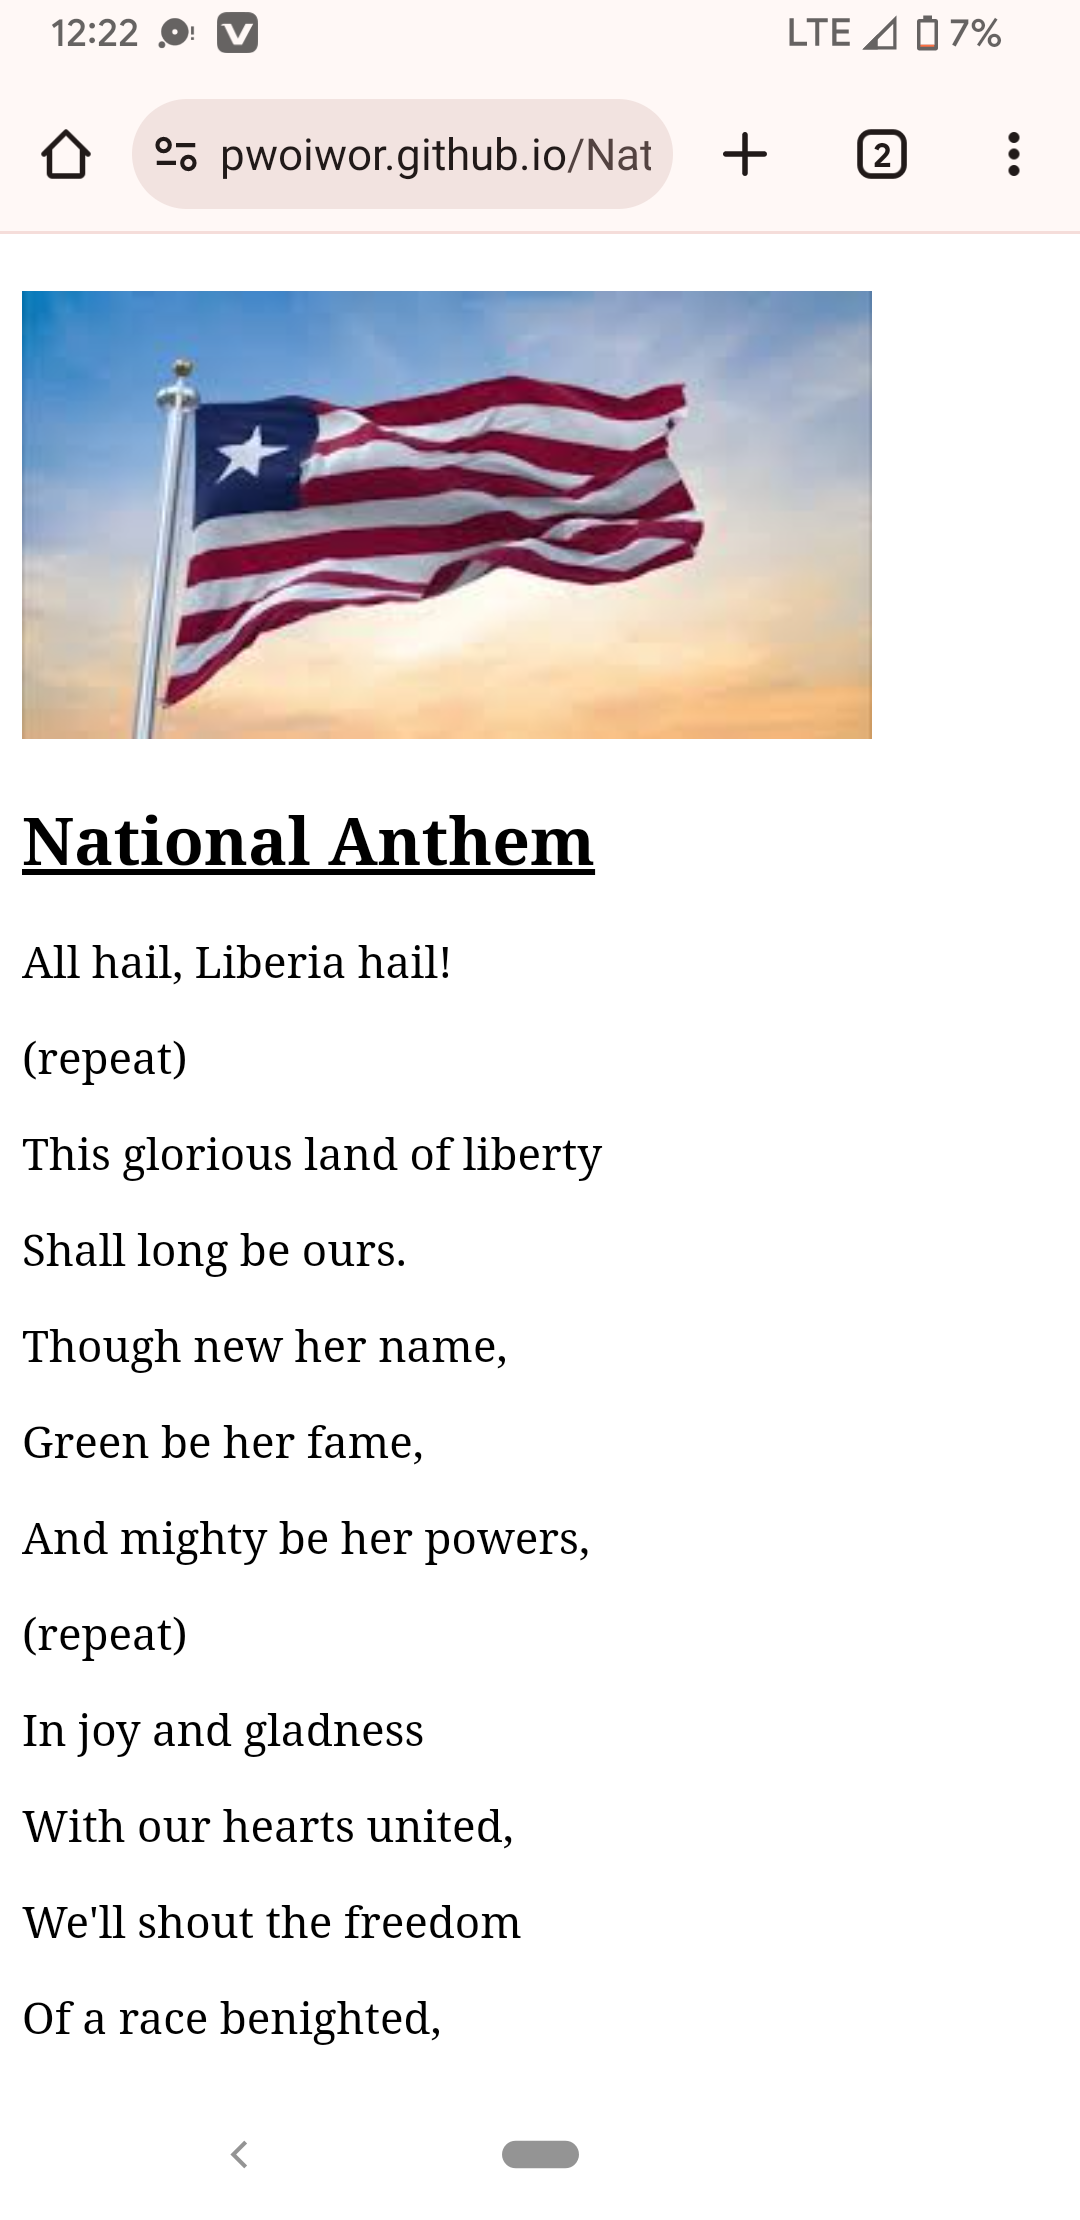 12:22 LTE 7%
pwoiwor.github.io/Nat 2
National Anthem
All hail, Liberia hail!
(repeat)
This glorious land of liberty
Shall long be ours.
Though new her name,
Green be her fame,
And mighty be her powers,
(repeat)
In joy and gladness
With our hearts united,
We'll shout the freedom
Of a race benighted,